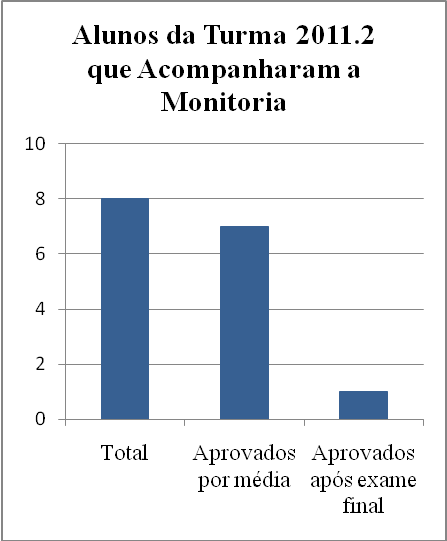 Alunos da Turma 2011.2
que Acompanharam a
Monitoria
10
8
6
4
2
0
Total
Aprovados
por média
Aprovados
após exame
final